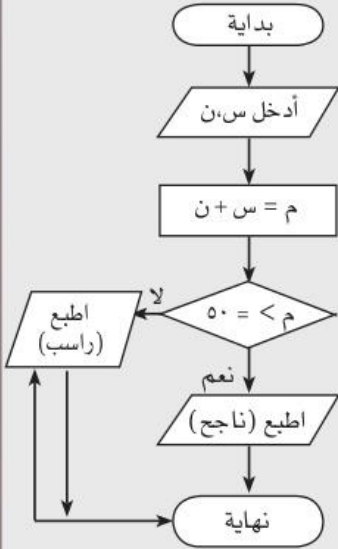 بداية
أدخل س،ن
م = س + ن
م > = ٥٠
لا
اطبع
(راسب)
نعم
اطبع (ناجح)
نهاية